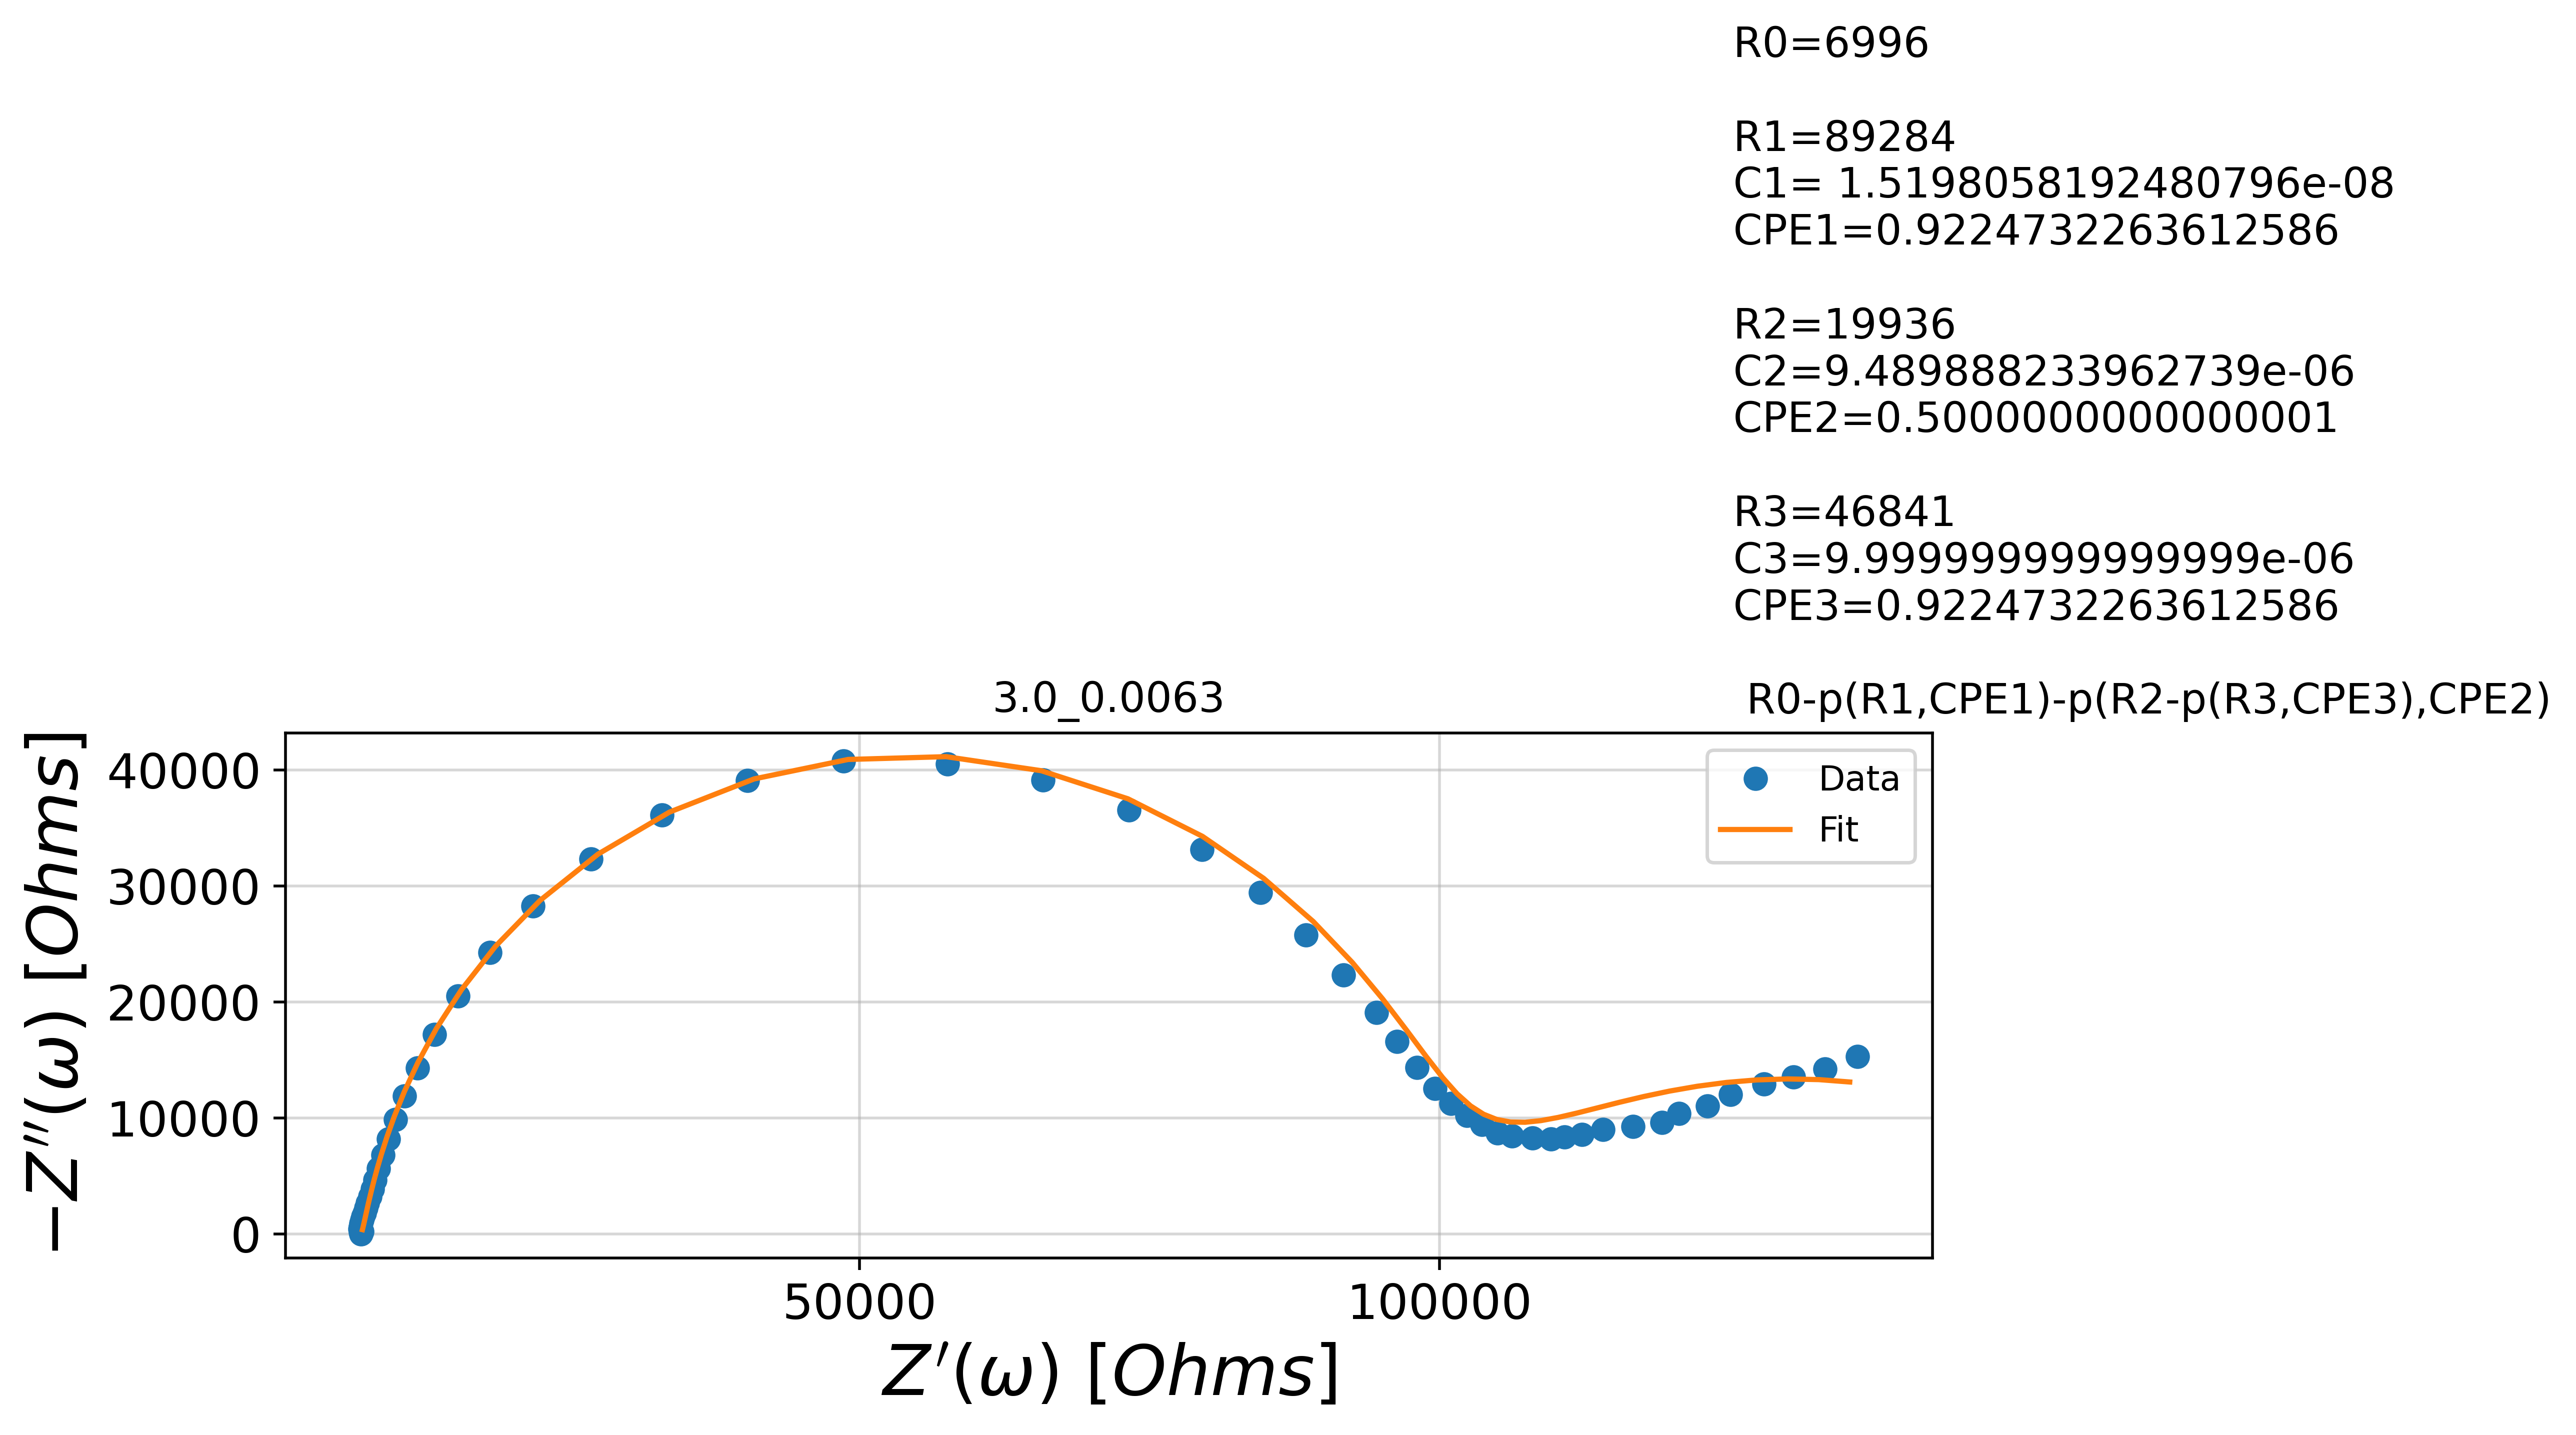 R0=6996
R1=89284
C1= 1.5198058192480796e-08
CPE1=0.9224732263612586
R2=19936
C2=9.489888233962739e-06
CPE2=0.5000000000000001
R3=46841
C3=9.999999999999999e-06
CPE3=0.9224732263612586
3.0_0.0063
R0-p(R1,CPE1)-p(R2-p(R3,CPE3),CPE2)
Data
Fit
40000
30000
20000
10000
0
−Z″(ω) [Ohms]
50000
100000
Z′(ω) [Ohms]